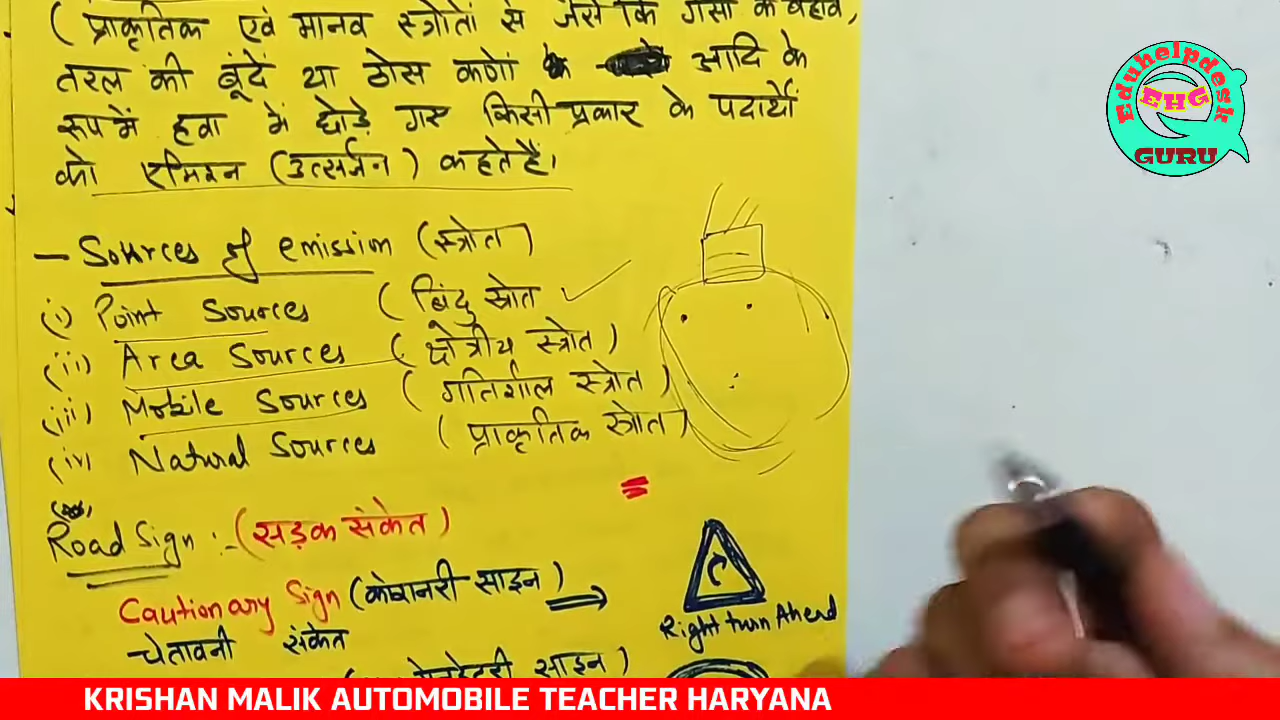 ( प्राकृतिक एवं मानव स्त्रोतों से जैसे कि गैसों के बहाव,
तरल की बूंदें या ठोस कणों के आदि के
रूप में हवा में छोड़े गए किसी प्रकार के पदार्थों
को एमिशन (उत्सर्जन) कहते हैं।
- Sources of emission (स्त्रोत)
(i) Point Sources (बिंदु स्रोत
(ii) Area Sources (क्षेत्रीय स्त्रोत)
(iii) Mobile Sources (गतिशील स्त्रोत)
(iv) Natural Sources (प्राकृतिक स्त्रोत)
Road Sign :- (सड़क संकेत)
Cautionary Sign (कोशनरी साइन)
चेतावनी संकेत
Right turn Ahead
साइन)
Eduhelpdesk
EHG
GURU
KRISHAN MALIK AUTOMOBILE TEACHER HARYANA